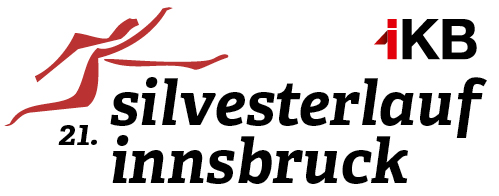 iKB
silvesterlauf
21.
innsbruck